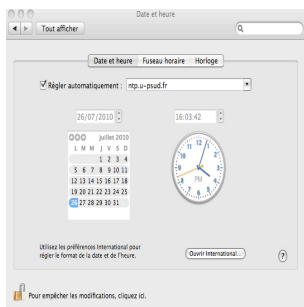 Date et heure
Tout afficher
Date et heure Fuseau horaire Horloge
Régler automatiquement : ntp.u-psud.fr
26/07/2010 16:03:42
juillet 2010
L M M J V S D
1 2 3 4
5 6 7 8 9 10 11
12 13 14 15 16 17 18
19 20 21 22 23 24 25
26 27 28 29 30 31
12 1 2 3 4 5 6 7 8 9 10 11
PM
Utilisez les préférences International pour
régler le format de la date et de l'heure.
Ouvrir International...
?
Pour empêcher les modifications, cliquez ici.